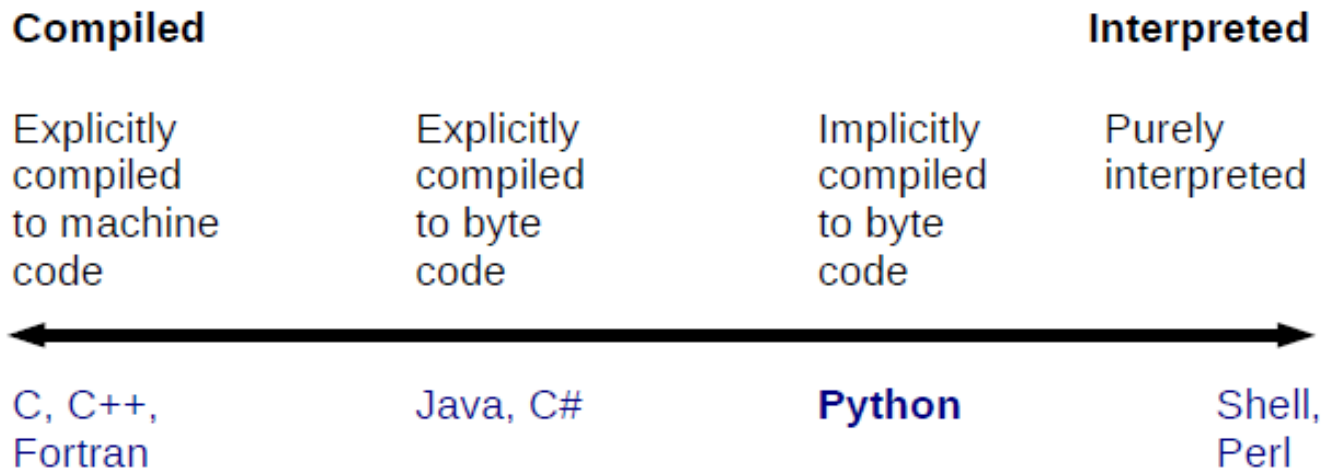 Compiled
Interpreted
Explicitly
compiled
to machine
code
Explicitly
compiled
to byte
code
Implicitly
compiled
to byte
code
Purely
interpreted
C, C++,
Fortran
Java, C#
Python
Shell,
Perl